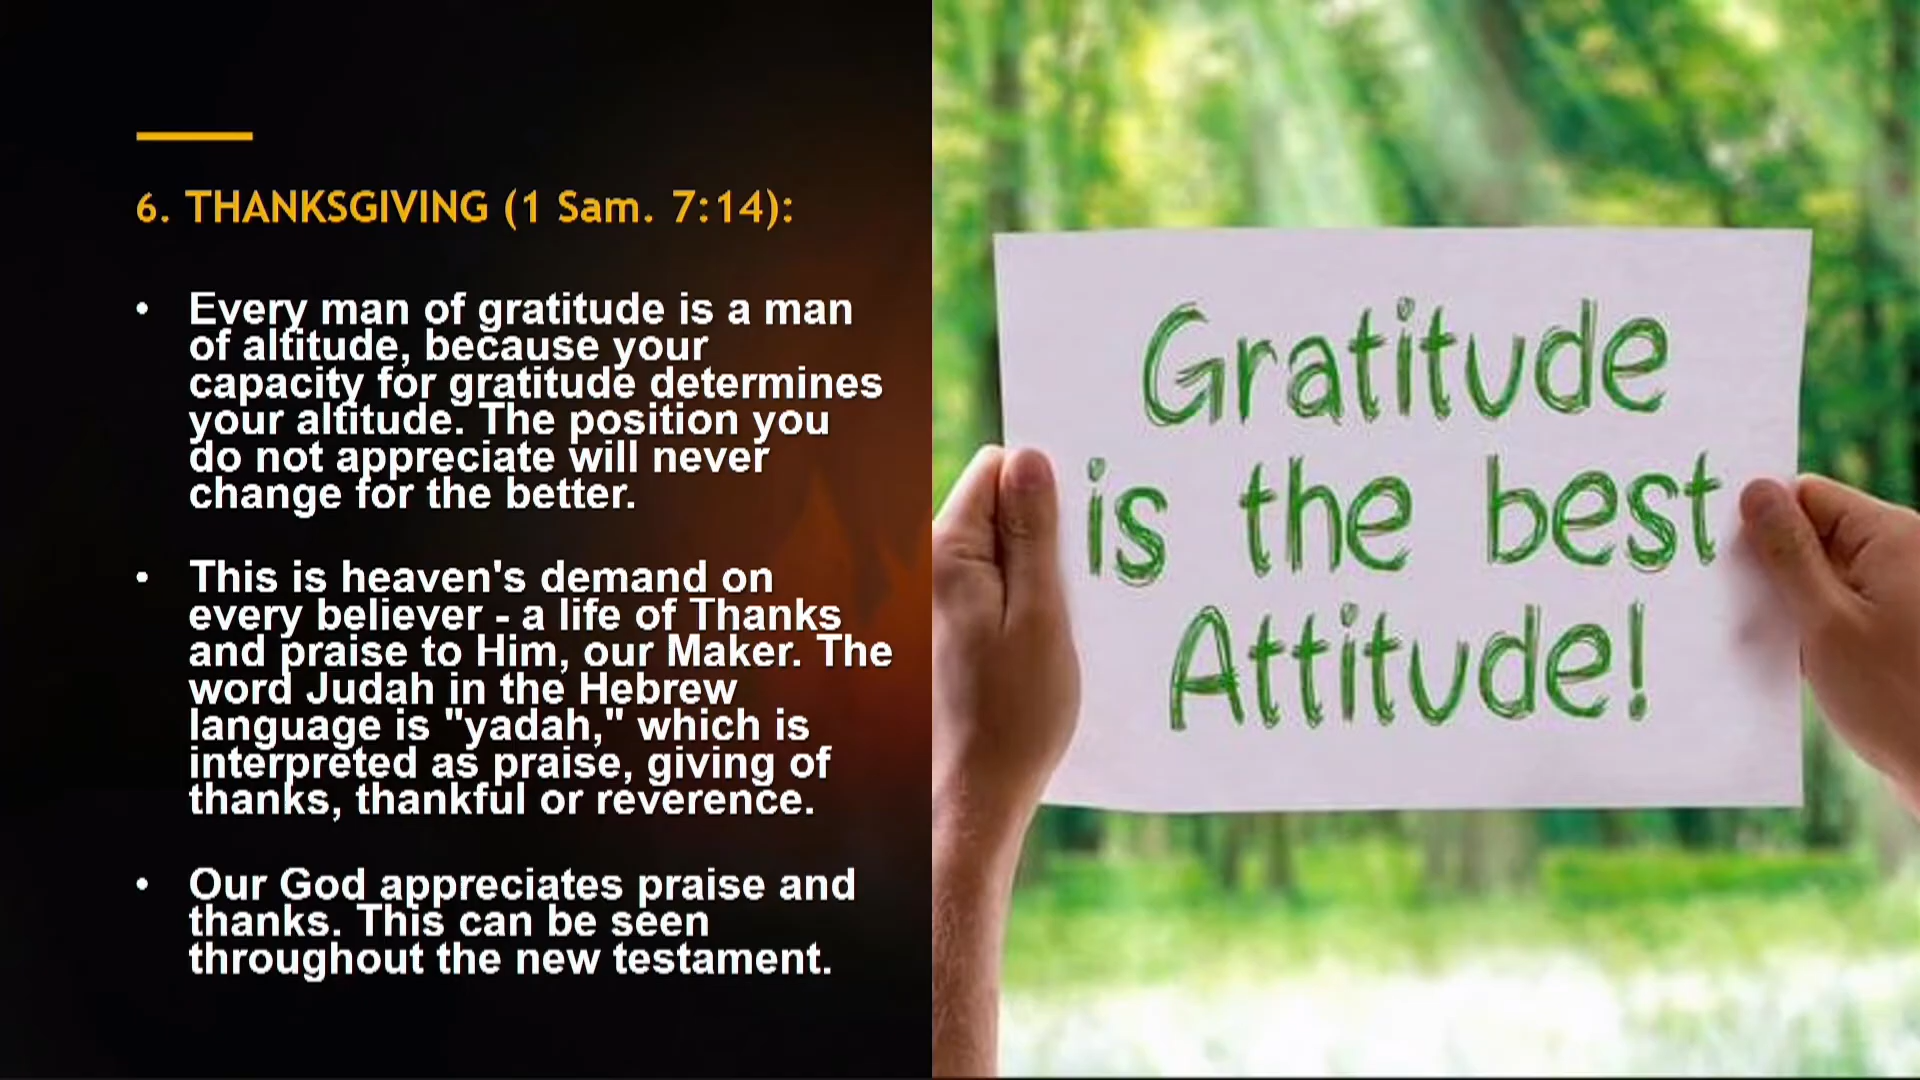 6. THANKSGIVING (1 Sam. 7:14):
• Every man of gratitude is a man
of altitude, because your
capacity for gratitude determines
your altitude. The position you
do not appreciate will never
change for the better.
• This is heaven's demand on
every believer - a life of Thanks
and praise to Him, our Maker. The
word Judah in the Hebrew
language is "yadah," which is
interpreted as praise, giving of
thanks, thankful or reverence.
• Our God appreciates praise and
thanks. This can be seen
throughout the new testament.
Gratitude
is the best
Attitude!